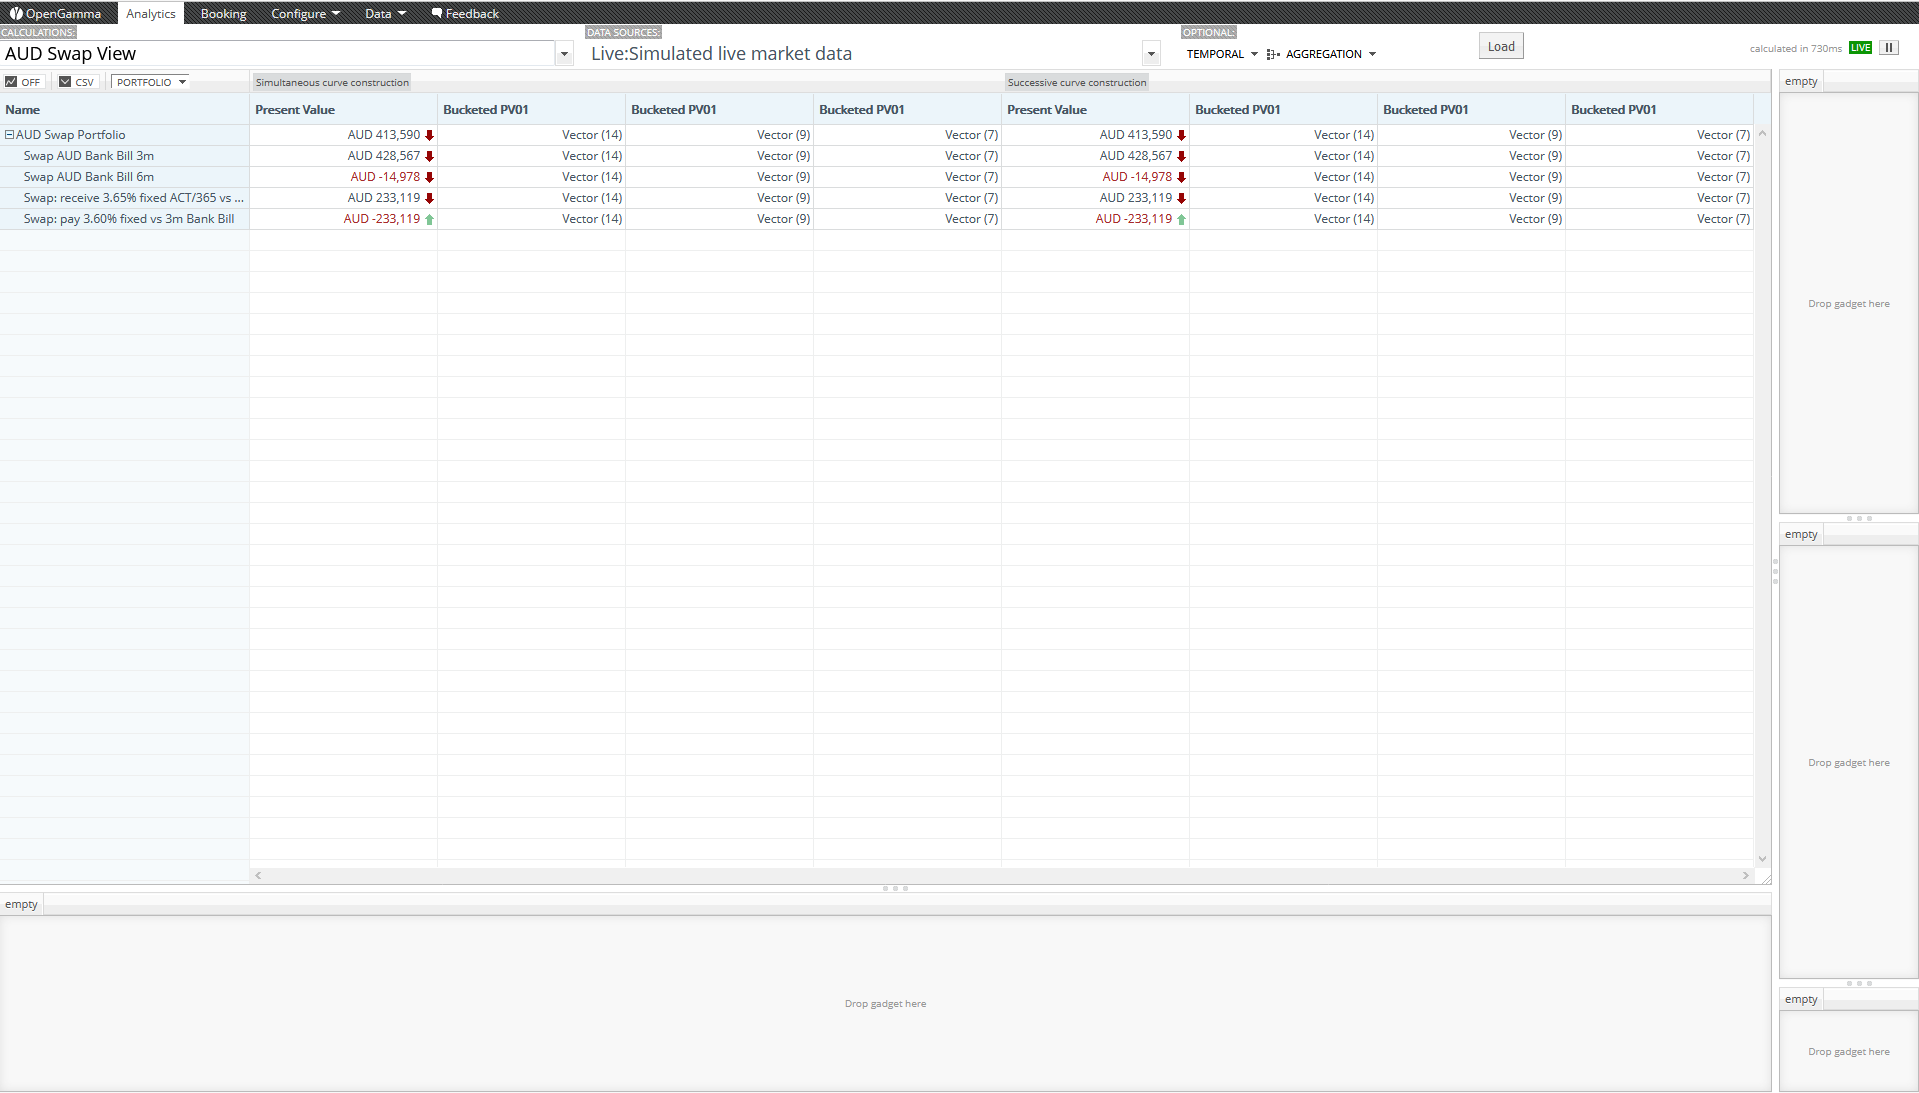 OpenGamma Analytics Booking Configure Data Feedback
CALCULATIONS: DATA SOURCES: OPTIONAL:
AUD Swap View Live:Simulated live market data TEMPORAL AGGREGATION Load calculated in 730ms LIVE
OFF CSV PORTFOLIO Simultaneous curve construction Successive curve construction empty
Name Present Value Bucketed PV01 Bucketed PV01 Bucketed PV01 Present Value Bucketed PV01 Bucketed PV01 Bucketed PV01
AUD Swap Portfolio AUD 413,590 Vector (14) Vector (9) Vector (7) AUD 413,590 Vector (14) Vector (9) Vector (7)
Swap AUD Bank Bill 3m AUD 428,567 Vector (14) Vector (9) Vector (7) AUD 428,567 Vector (14) Vector (9) Vector (7)
Swap AUD Bank Bill 6m AUD -14,978 Vector (14) Vector (9) Vector (7) AUD -14,978 Vector (14) Vector (9) Vector (7)
Swap: receive 3.65% fixed ACT/365 vs ... AUD 233,119 Vector (14) Vector (9) Vector (7) AUD 233,119 Vector (14) Vector (9) Vector (7)
Swap: pay 3.60% fixed vs 3m Bank Bill AUD -233,119 Vector (14) Vector (9) Vector (7) AUD -233,119 Vector (14) Vector (9) Vector (7)
Drop gadget here
empty
Drop gadget here
empty
Drop gadget here
empty
Drop gadget here